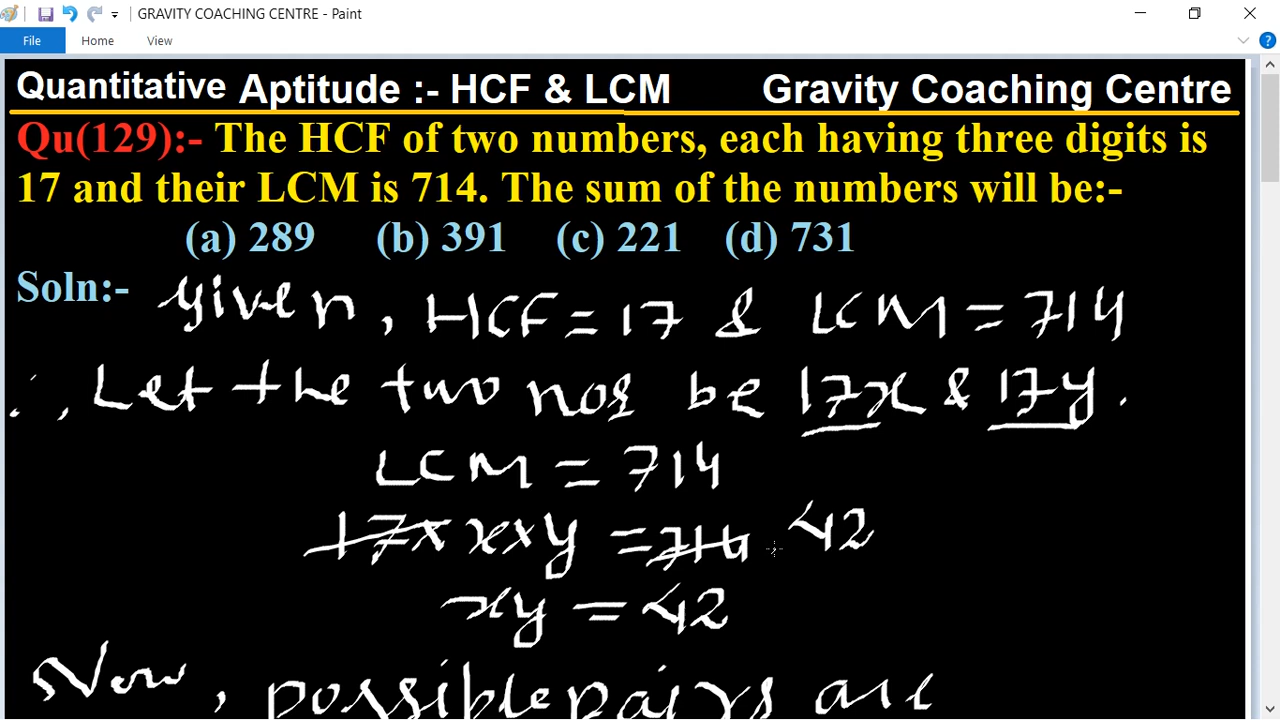 GRAVITY COACHING CENTRE - Paint
File Home View
Quantitative Aptitude :- HCF & LCM Gravity Coaching Centre
Qu(129):- The HCF of two numbers, each having three digits is
17 and their LCM is 714. The sum of the numbers will be:-
(a) 289 (b) 391 (c) 221 (d) 731
Soln:- Given, HCF = 17 & LCM = 714
∴, Let the two nos be 17x & 17y.
LCM = 714
17 × x × y = 714 42
xy = 42
Now, possible pairs are